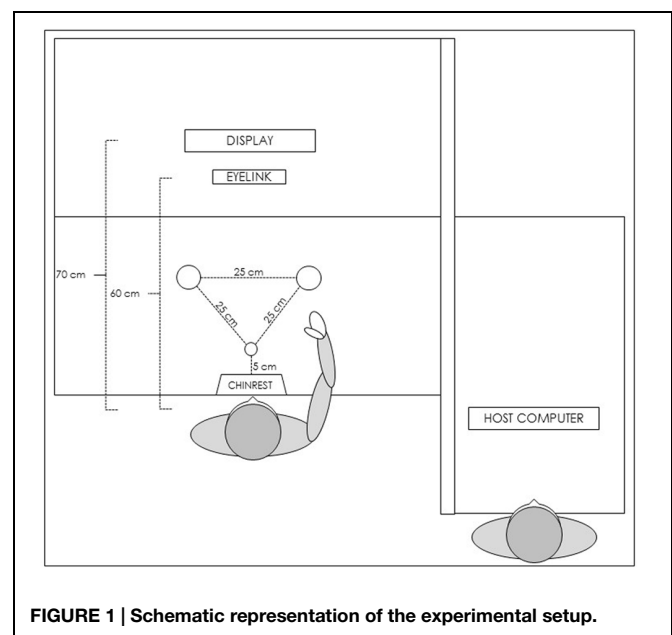 DISPLAY
EYELINK
70 cm
60 cm
25 cm
25 cm
25 cm
5 cm
CHINREST
HOST COMPUTER
FIGURE 1 | Schematic representation of the experimental setup.